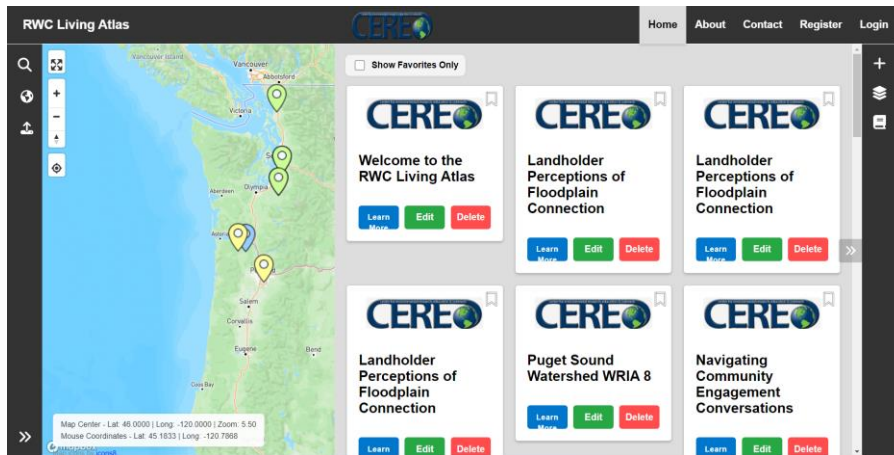 RWC Living Atlas
CEREO
Home
About
Contact
Register
Login
Vancouver Island
Vancouver
Abbotsford
Victoria
Aberdeen
Olympia
Salem
Corvallis
Eugene
Bend
Coos Bay
Map Center - Lat: 46.0000 | Long: -120.0000 | Zoom: 5.50
Mouse Coordinates - Lat: 45.1833 | Long: -120.7868
Show Favorites Only
CEREO
Welcome to the
RWC Living Atlas
Learn
More
Edit
Delete
CEREO
Landholder
Perceptions of
Floodplain
Connection
Learn
More
Edit
Delete
CEREO
Landholder
Perceptions of
Floodplain
Connection
Learn
More
Edit
Delete
CEREO
Landholder
Perceptions of
Floodplain
Connection
Learn
Edit
Delete
CEREO
Puget Sound
Watershed WRIA 8
Learn
More
Edit
Delete
CEREO
Navigating
Community
Engagement
Conversations
Learn
Edit
Delete